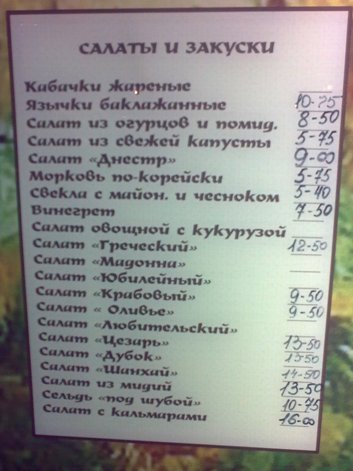 САЛАТЫ И ЗАКУСКИ
Кабачки жареные
Язычки баклажанные 10-75
Салат из огурцов и помид. 8-50
Салат из свежей капусты 5-75
Салат «Днестр» 9-00
Морковь по-корейски 5-75
Свекла с майон. и чесноком 5-40
Винегрет 7-50
Салат овощной с кукурузой
Салат «Греческий» 12-50
Салат «Мадонна»
Салат «Юбилейный»
Салат «Крабовый» 9-50
Салат « Оливье» 9-50
Салат «Любительский»
Салат «Цезарь» 13-50
Салат «Дубок» 13-50
Салат «Шанхай» 14-50
Салат из мидий 13-50
Сельдь «под шубой» 10-75
Салат с кальмарами 16-00